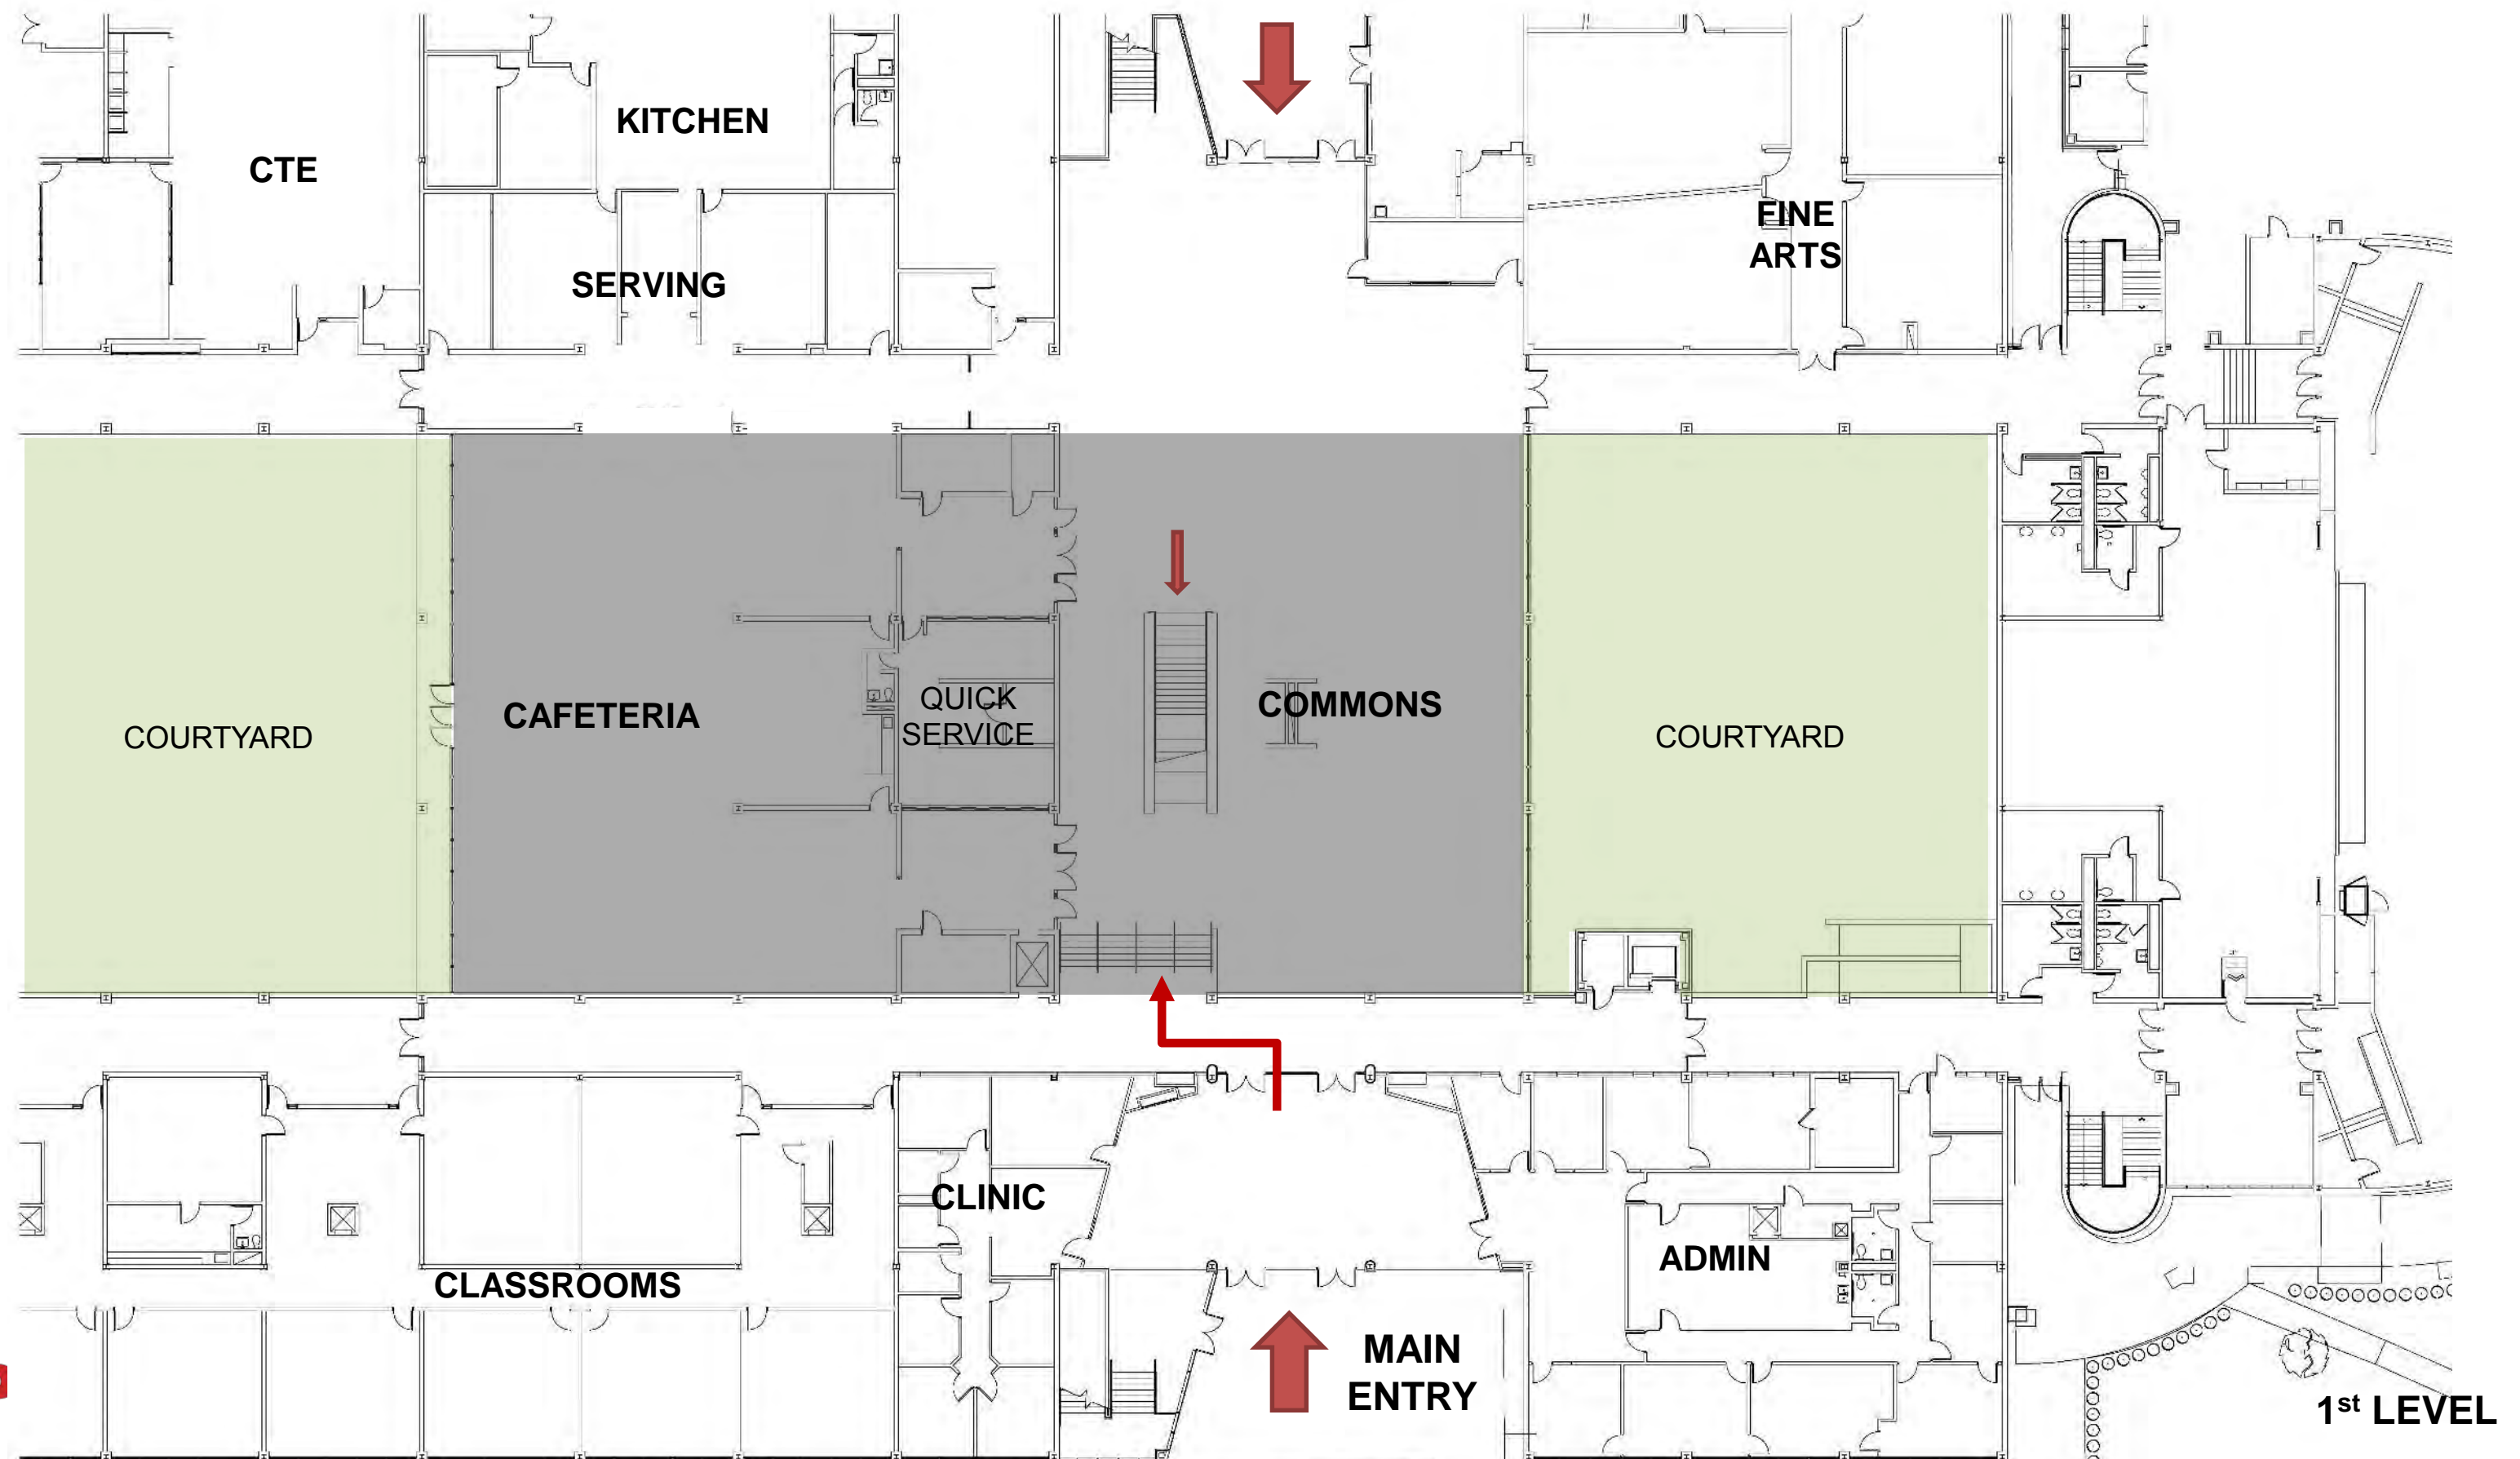 KITCHEN
CTE
FINE
ARTS
SERVING
QUICK
SERVICE
CAFETERIA
COMMONS
COURTYARD
COURTYARD
CLINIC
CLASSROOMS
ADMIN
MAIN
ENTRY
1st LEVEL